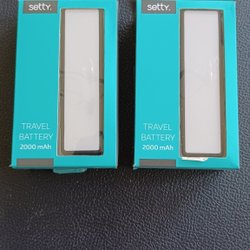 setty.
TRAVEL
BATTERY
2000 mAh
setty.
TRAVEL
BATTERY
2000 mAh